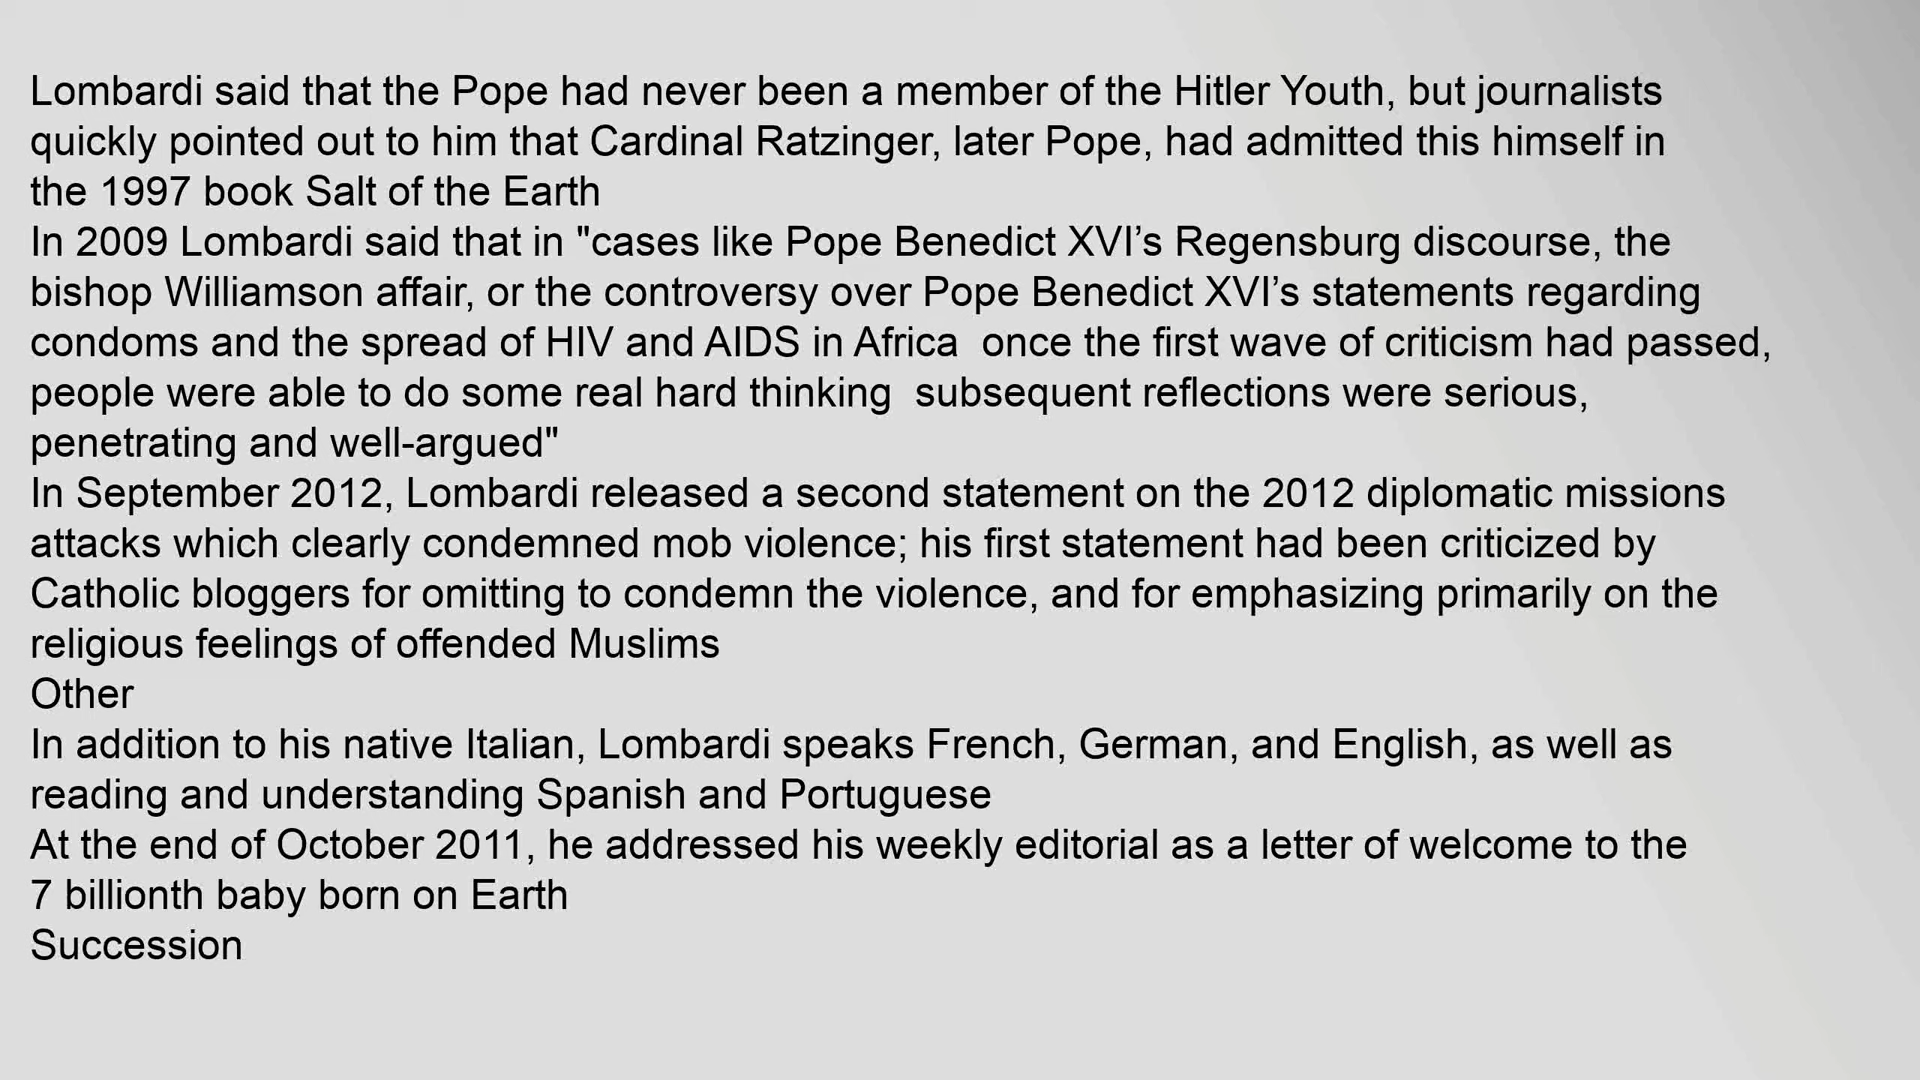 Lombardi said that the Pope had never been a member of the Hitler Youth, but journalists
quickly pointed out to him that Cardinal Ratzinger, later Pope, had admitted this himself in
the 1997 book Salt of the Earth
In 2009 Lombardi said that in "cases like Pope Benedict XVI’s Regensburg discourse, the
bishop Williamson affair, or the controversy over Pope Benedict XVI’s statements regarding
condoms and the spread of HIV and AIDS in Africa  once the first wave of criticism had passed,
people were able to do some real hard thinking  subsequent reflections were serious,
penetrating and well-argued"
In September 2012, Lombardi released a second statement on the 2012 diplomatic missions
attacks which clearly condemned mob violence; his first statement had been criticized by
Catholic bloggers for omitting to condemn the violence, and for emphasizing primarily on the
religious feelings of offended Muslims
Other
In addition to his native Italian, Lombardi speaks French, German, and English, as well as
reading and understanding Spanish and Portuguese
At the end of October 2011, he addressed his weekly editorial as a letter of welcome to the
7 billionth baby born on Earth
Succession